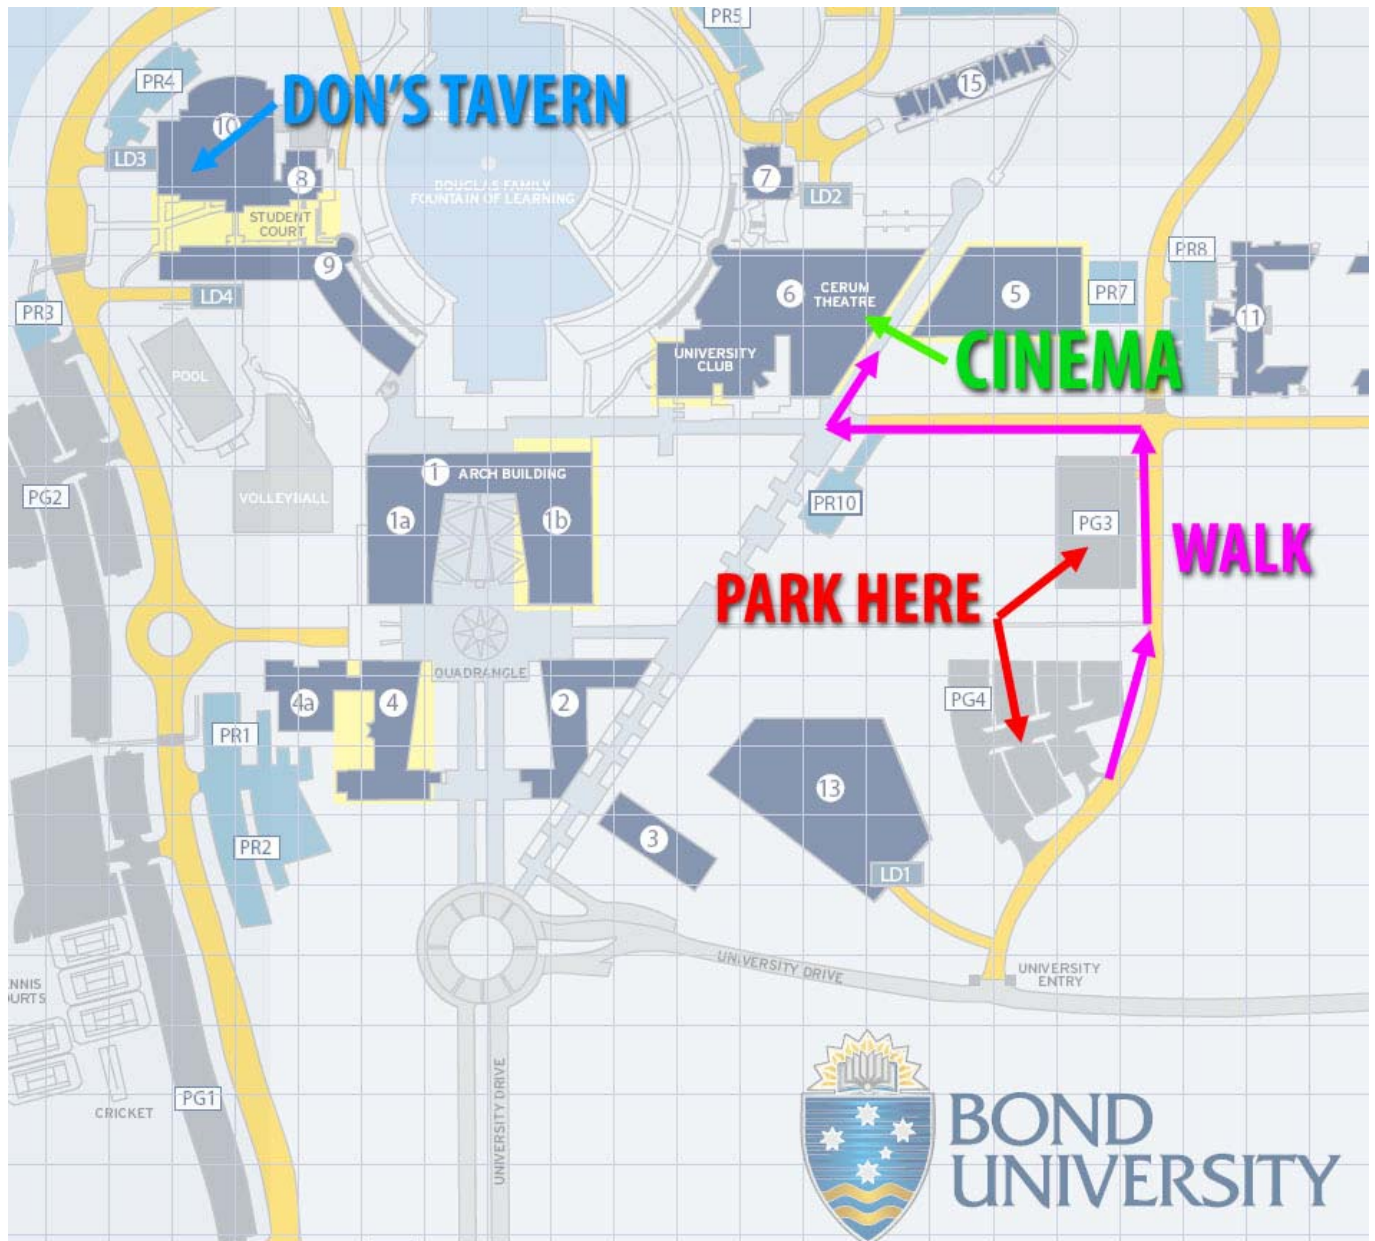 PR5
PR4
DON'S TAVERN
15
10
LD3
8
7
LD2
DOUGLAS FAMILY
FOUNTAIN OF LEARNING
STUDENT
COURT
9
PR8
LD4
6
CERUM
THEATRE
5
PR7
PR3
11
CINEMA
UNIVERSITY
CLUB
POOL
1
ARCH BUILDING
PG2
VOLLEYBALL
1a
1b
PR10
PG3
WALK
PARK HERE
QUADRANGLE
4a
4
2
PG4
PR1
13
PR2
3
LD1
UNIVERSITY DRIVE
UNIVERSITY
ENTRY
NNIS
OURTS
UNIVERSITY DRIVE
PG1
CRICKET
BOND
UNIVERSITY